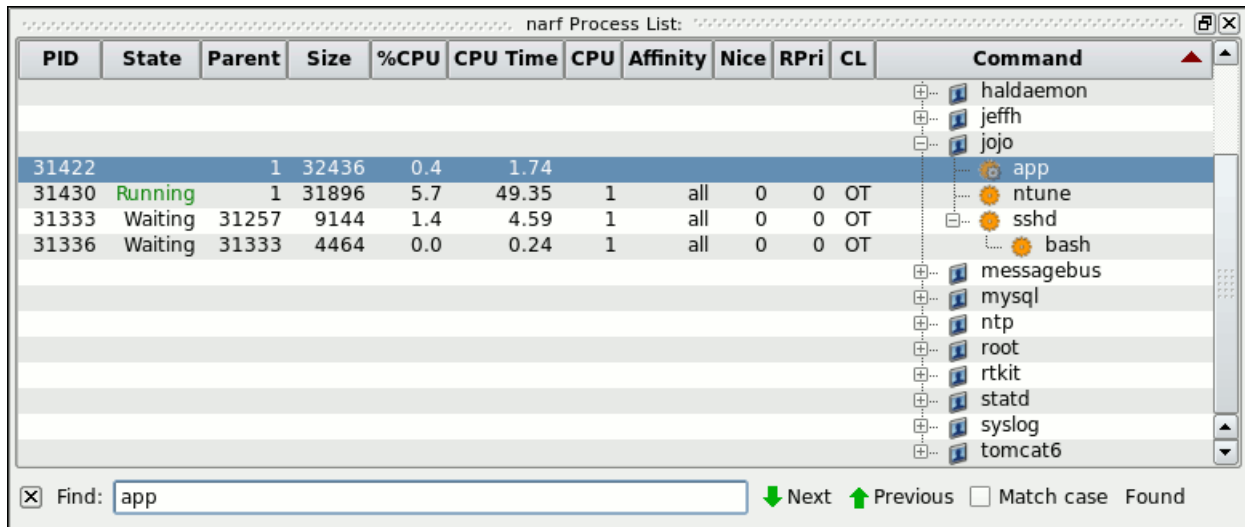 narf Process List:
PID State Parent Size %CPU CPU Time CPU Affinity Nice RPri CL Command
haldaemon
jeffh
jojo
31422 1 32436 0.4 1.74 app
31430 Running 1 31896 5.7 49.35 1 all 0 0 OT ntune
31333 Waiting 31257 9144 1.4 4.59 1 all 0 0 OT sshd
31336 Waiting 31333 4464 0.0 0.24 1 all 0 0 OT bash
messagebus
mysql
ntp
root
rtkit
statd
syslog
tomcat6
Find: app Next Previous Match case Found